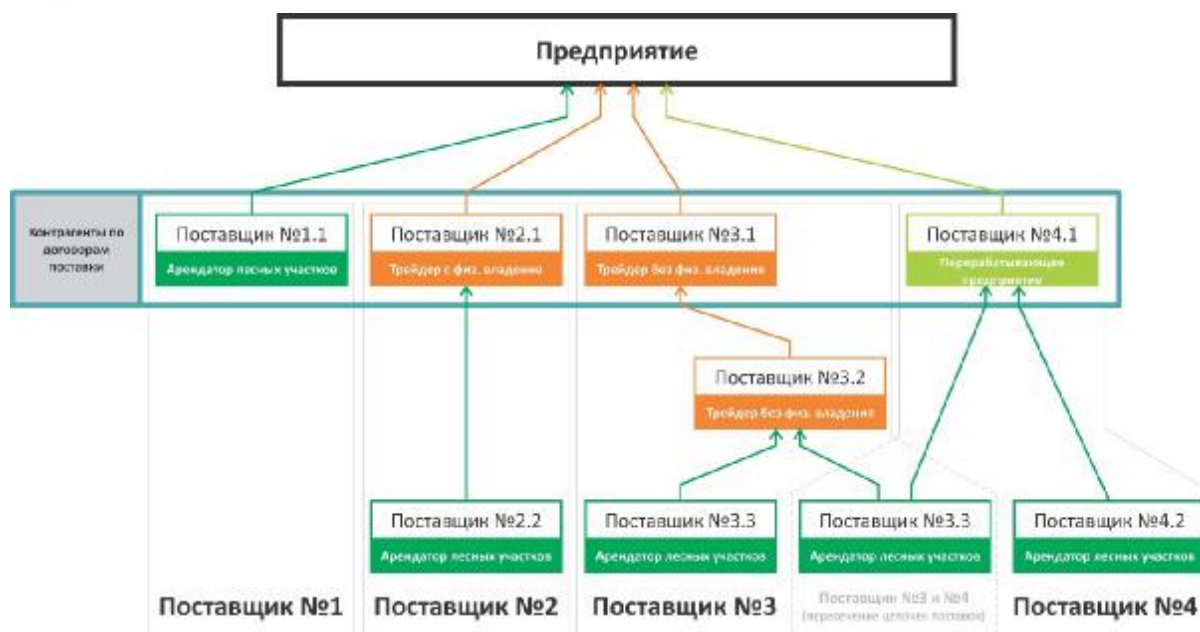 Предприятие
Контрагенты по
договорам
поставки
Поставщик №1.1
Арендатор лесных участков
Поставщик №2.1
Трейдер с физ. владения
Поставщик №3.1
Трейдер без физ. владения
Поставщик №4.1
Перерабатывающее
предприятие
Поставщик №3.2
Трейдер без физ. владения
Поставщик №2.2
Арендатор лесных участков
Поставщик №3.3
Арендатор лесных участков
Поставщик №3.3
Арендатор лесных участков
Поставщик №4.2
Арендатор лесных участков
Поставщик №1
Поставщик №2
Поставщик №3
Поставщик №3 и №4
(пересечение цепочек поставок)
Поставщик №4